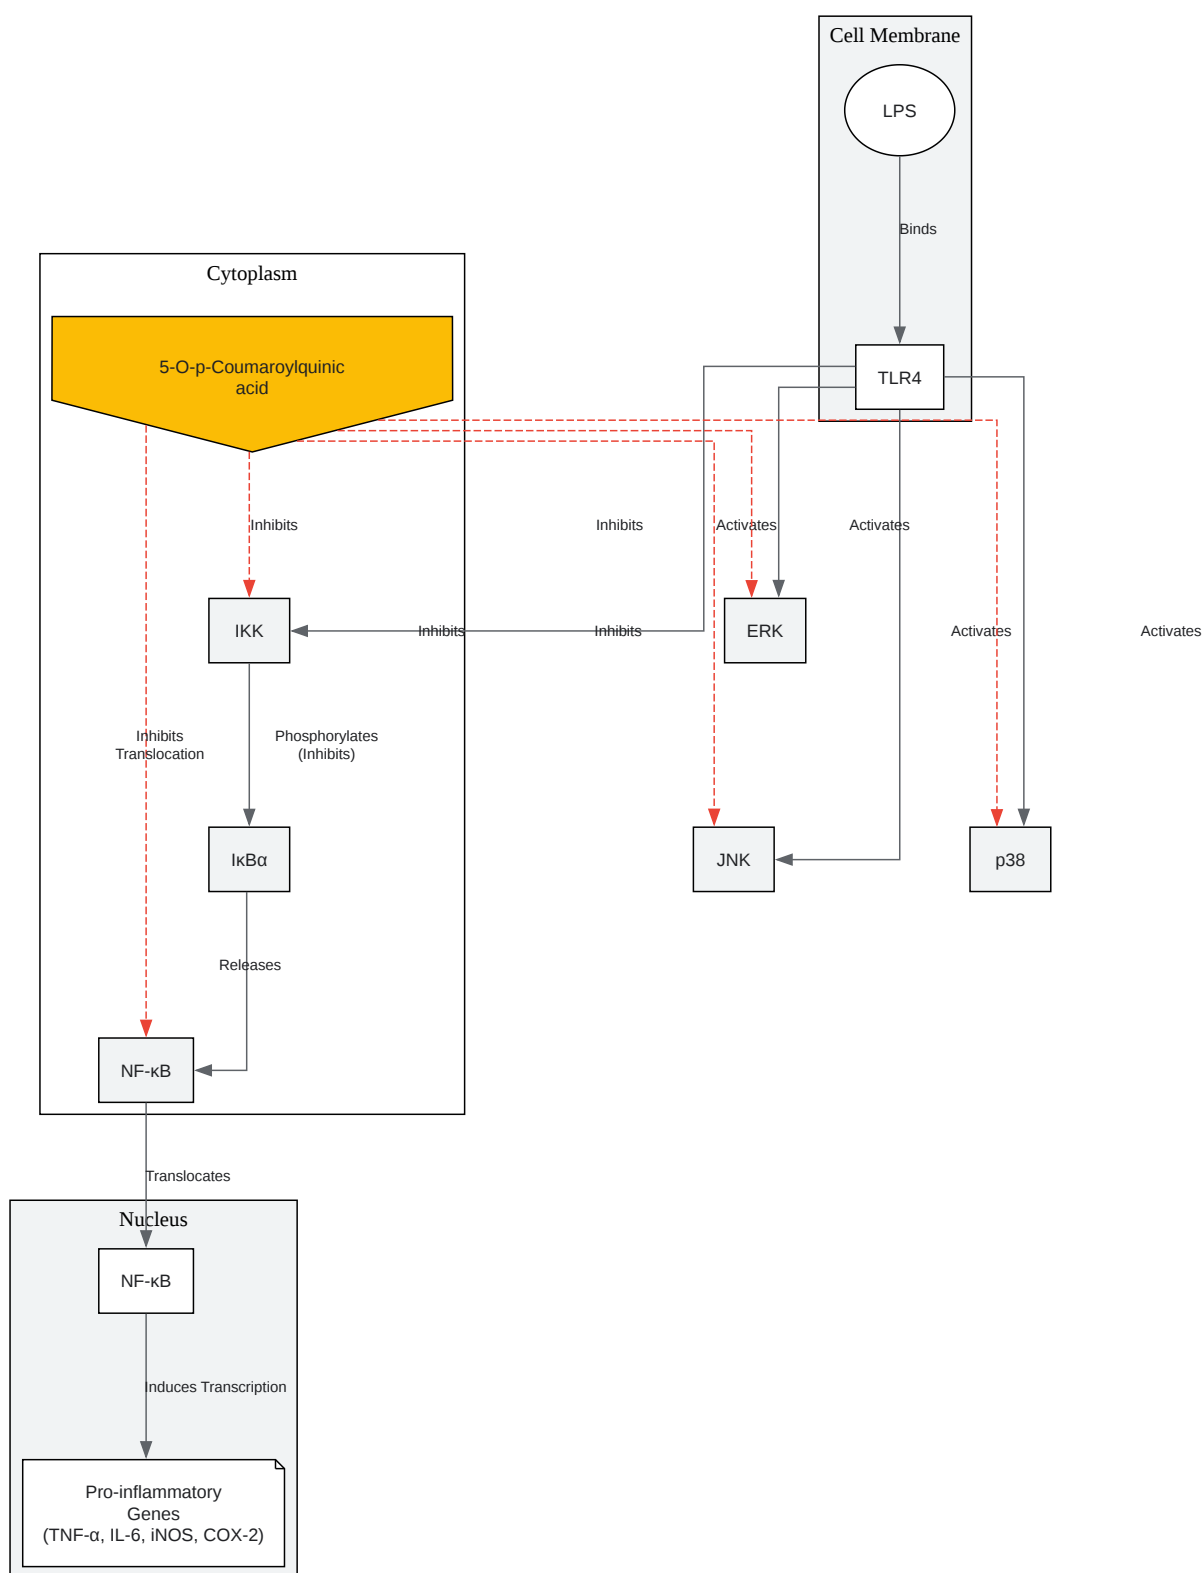 Cell Membrane
LPS
Binds
Cytoplasm
5-O-p-Coumaroylquinic
acid
TLR4
Inhibits
Inhibits
Activates
Activates
IKK
Inhibits
Inhibits
ERK
Activates
Activates
Inhibits
Translocation
Phosphorylates
(Inhibits)
IκBα
JNK
p38
Releases
NF-κB
Translocates
Nucleus
NF-κB
Induces Transcription
Pro-inflammatory
Genes
(TNF-α, IL-6, iNOS, COX-2)